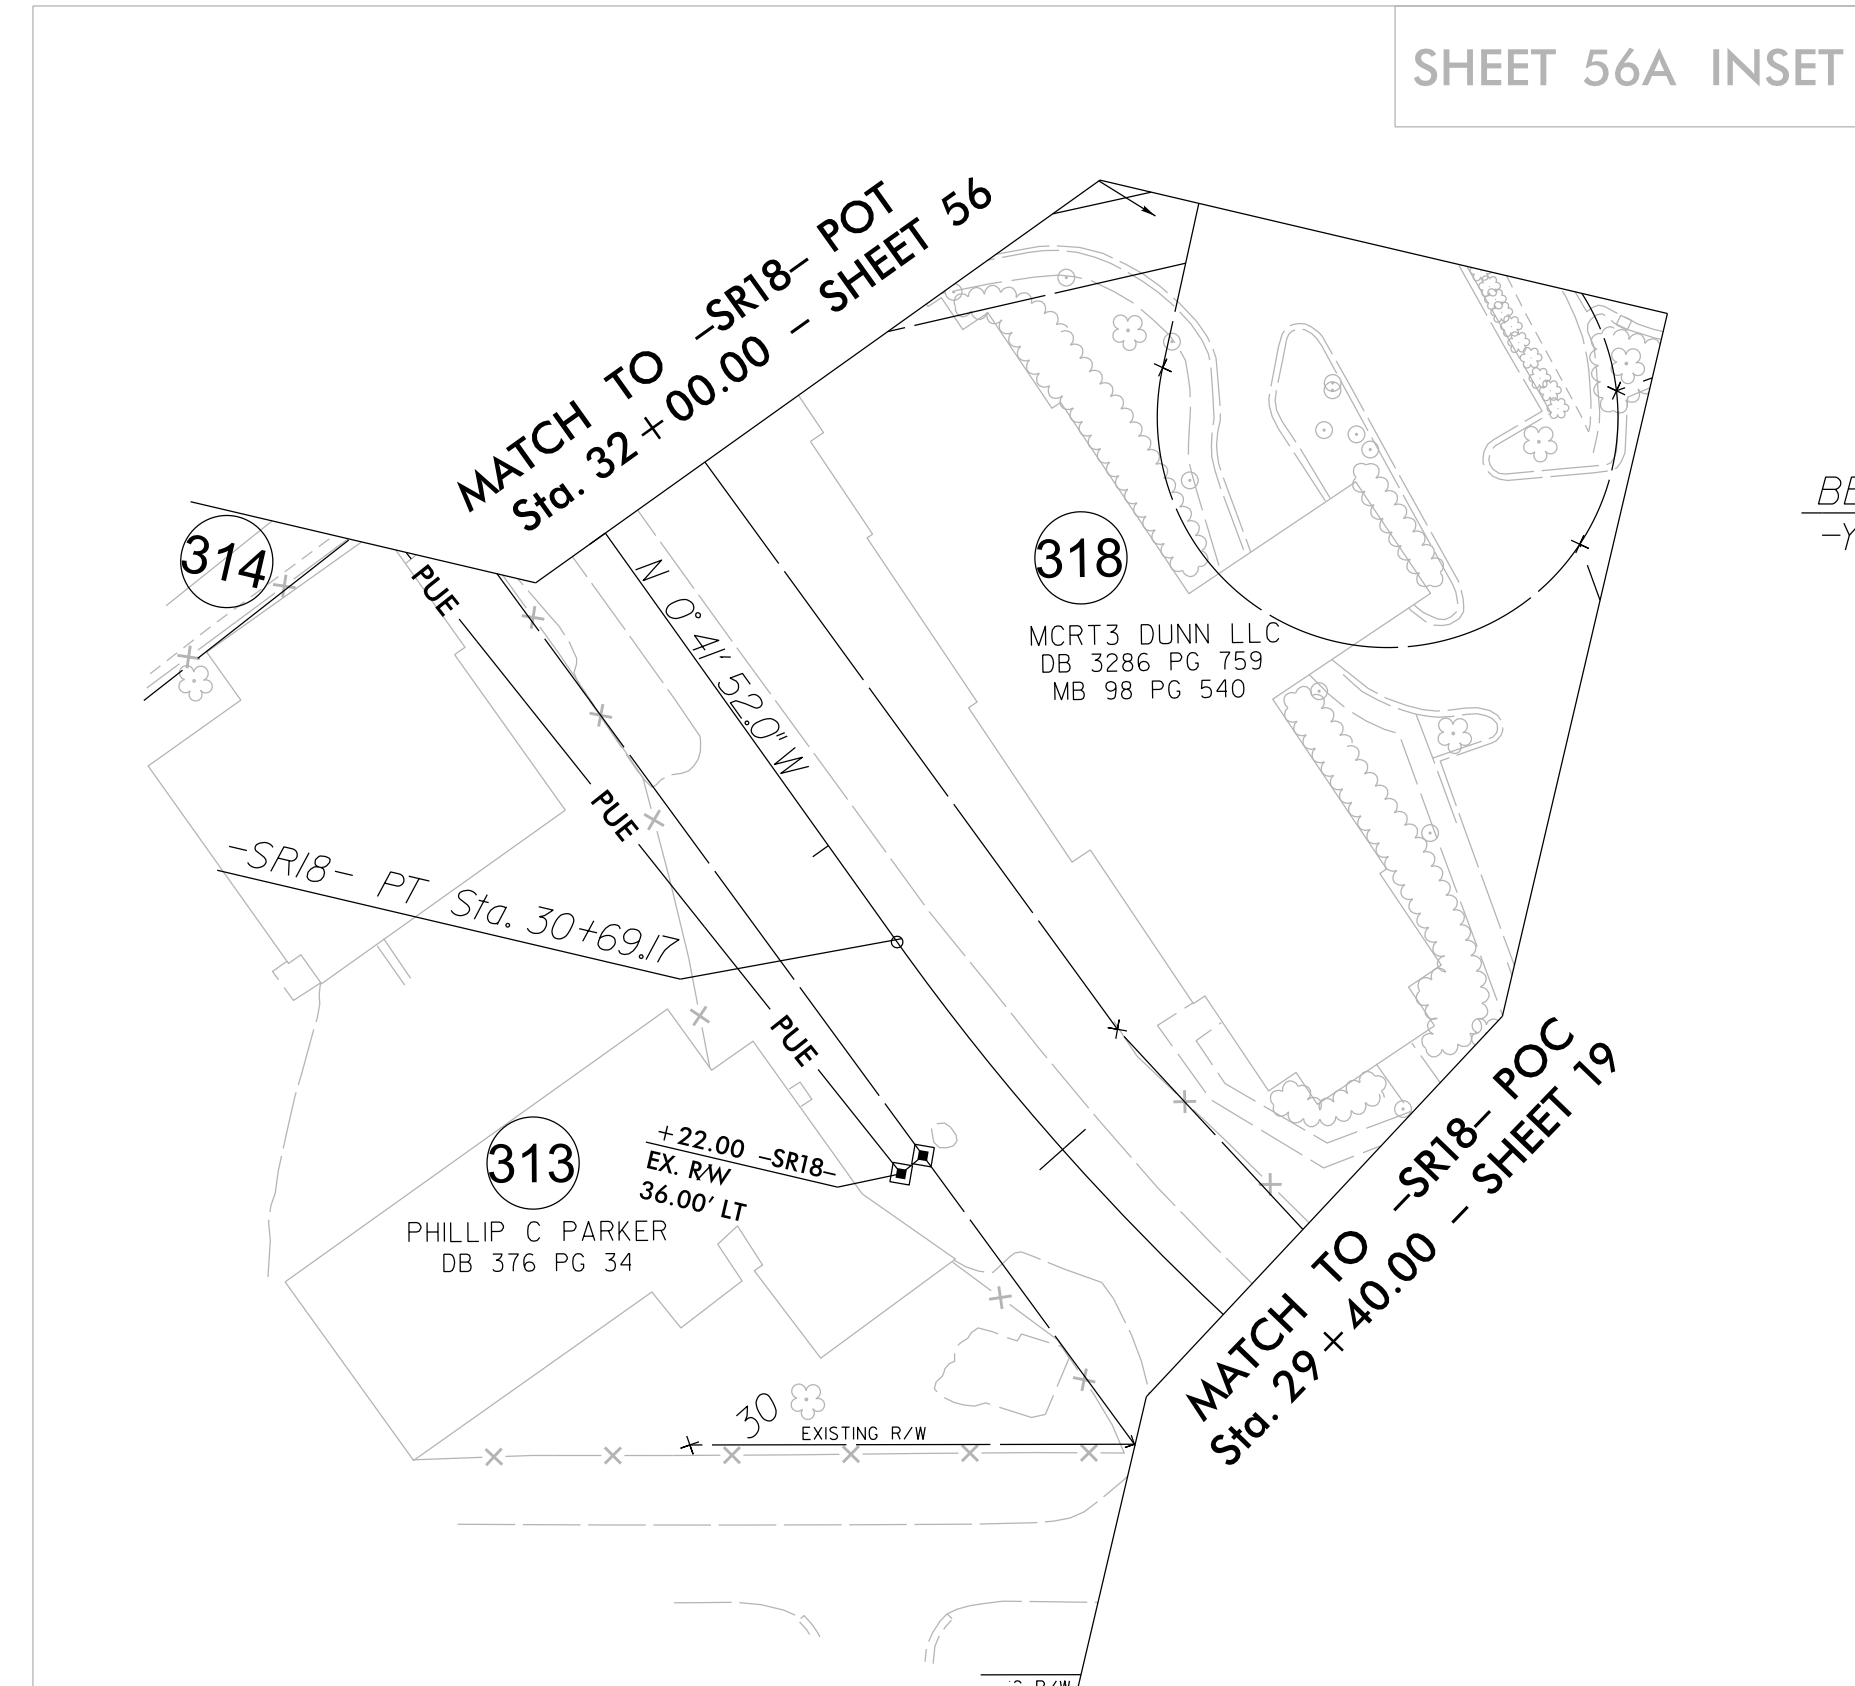 SHEET 56A INSET
MATCH TO -SR18- POT
Sta. 32+00.00 - SHEET 56
314
PUE
N 0° 41' 52.0" W
318
MCRT3 DUNN LLC
DB 3286 PG 759
MB 98 PG 540
PUE
-SR18- PT Sta. 30+69.17
PUE
313
PHILLIP C PARKER
DB 376 PG 34
+22.00 -SR18-
EX. R/W
36.00' LT
MATCH TO -SR18- POC
Sta. 29+40.00 - SHEET 19
30
EXISTING R/W
R/W